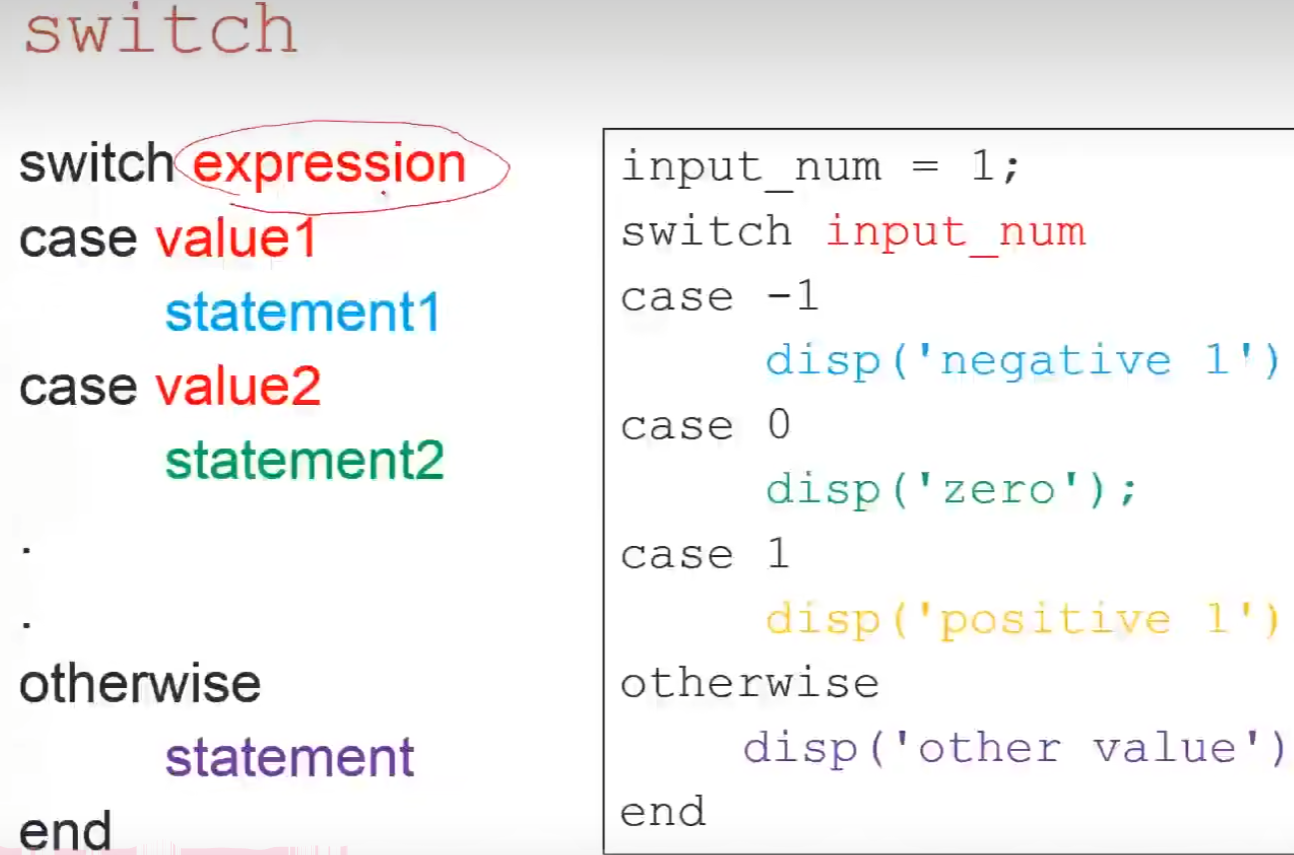 switch
switch expression
case value1
statement1
case value2
statement2
.
.
otherwise
statement
end
input_num = 1;
switch input_num
case -1
disp('negative 1')
case 0
disp('zero');
case 1
disp('positive 1')
otherwise
disp('other value')
end